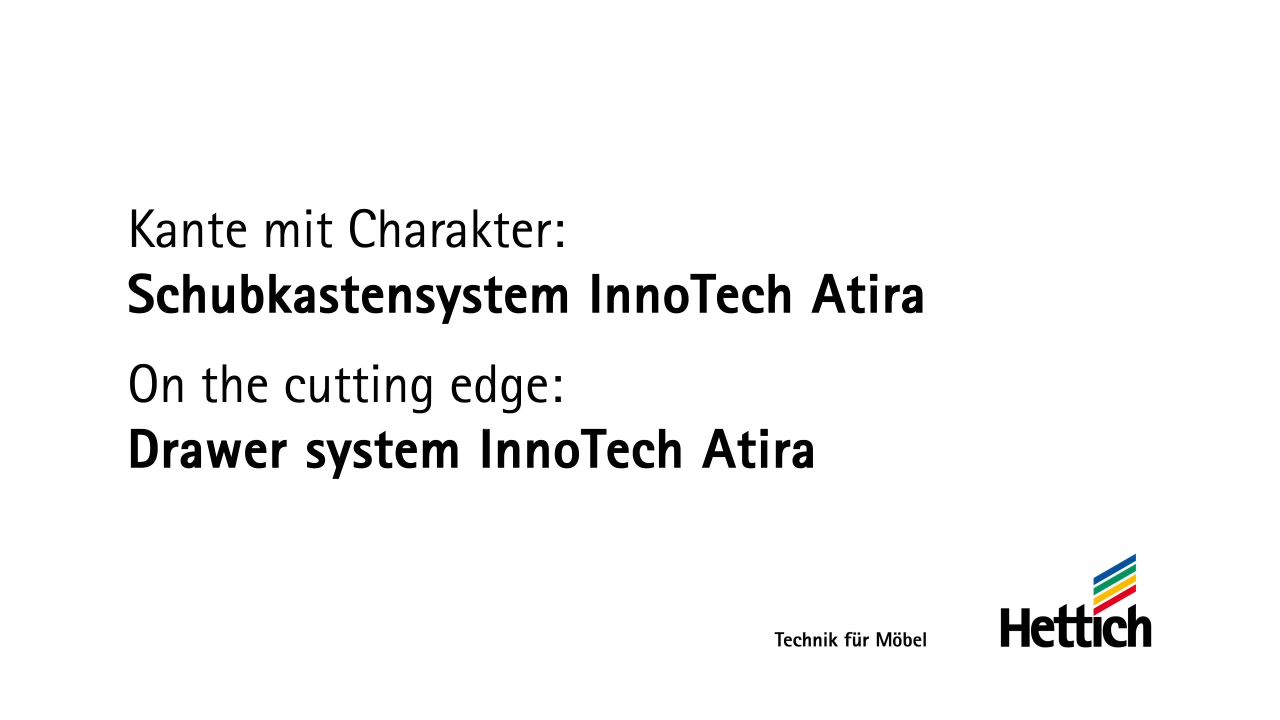 Kante mit Charakter:
Schubkastensystem InnoTech Atira
On the cutting edge:
Drawer system InnoTech Atira
Technik für Möbel
Hettich